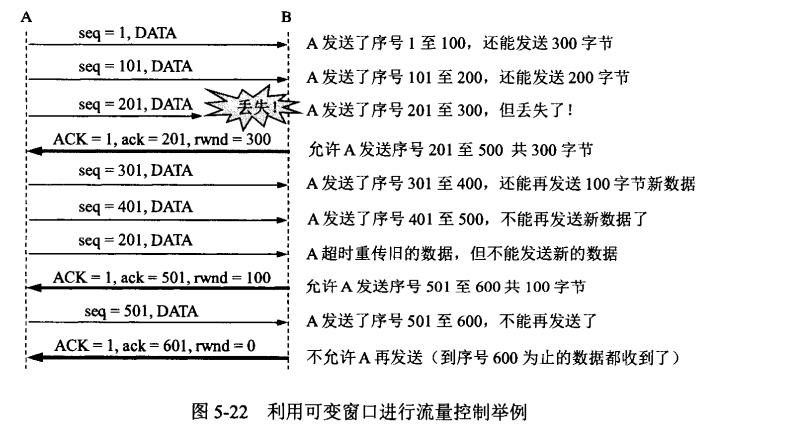 A B
seq = 1, DATA A 发送了序号 1 至 100，还能发送 300 字节
seq = 101, DATA A 发送了序号 101 至 200，还能发送 200 字节
seq = 201, DATA 丢失! A 发送了序号 201 至 300，但丢失了！
ACK = 1, ack = 201, rwnd = 300 允许 A 发送序号 201 至 500 共 300 字节
seq = 301, DATA A 发送了序号 301 至 400，还能再发送 100 字节新数据
seq = 401, DATA A 发送了序号 401 至 500，不能再发送新数据了
seq = 201, DATA A 超时重传旧的数据，但不能发送新的数据
ACK = 1, ack = 501, rwnd = 100 允许 A 发送序号 501 至 600 共 100 字节
seq = 501, DATA A 发送了序号 501 至 600，不能再发送了
ACK = 1, ack = 601, rwnd = 0 不允许 A 再发送（到序号 600 为止的数据都收到了）
图 5-22 利用可变窗口进行流量控制举例